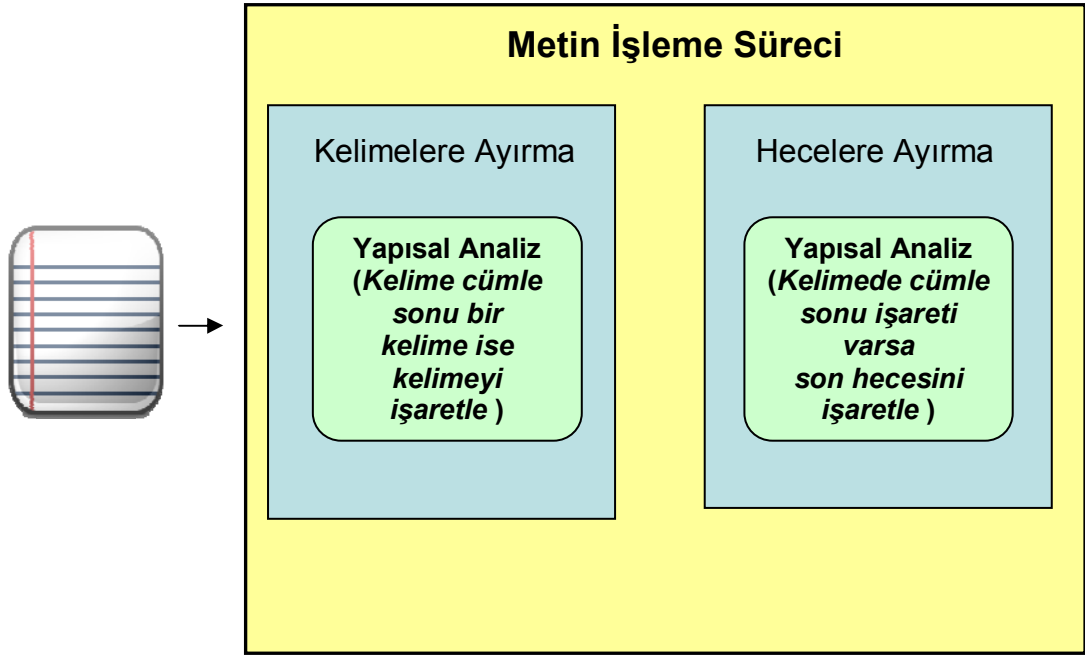 Metin İşleme Süreci
Kelimelere Ayırma
Yapısal Analiz
(Kelime cümle
sonu bir
kelime ise
kelimeyi
işaretle )
Hecelere Ayırma
Yapısal Analiz
(Kelimede cümle
sonu işareti
varsa
son hecesini
işaretle )